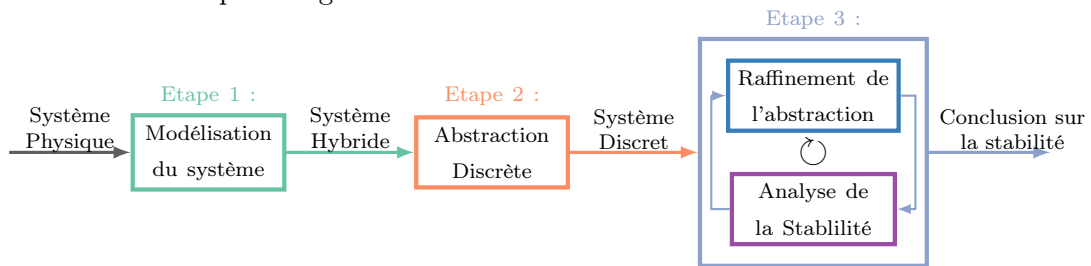 Etape 3 :
Etape 1 :
Etape 2 :
Système
Physique
Modélisation
du système
Système
Hybride
Abstraction
Discrète
Système
Discret
Raffinement de
l'abstraction
Analyse de
la Stablilité
Conclusion sur
la stabilité